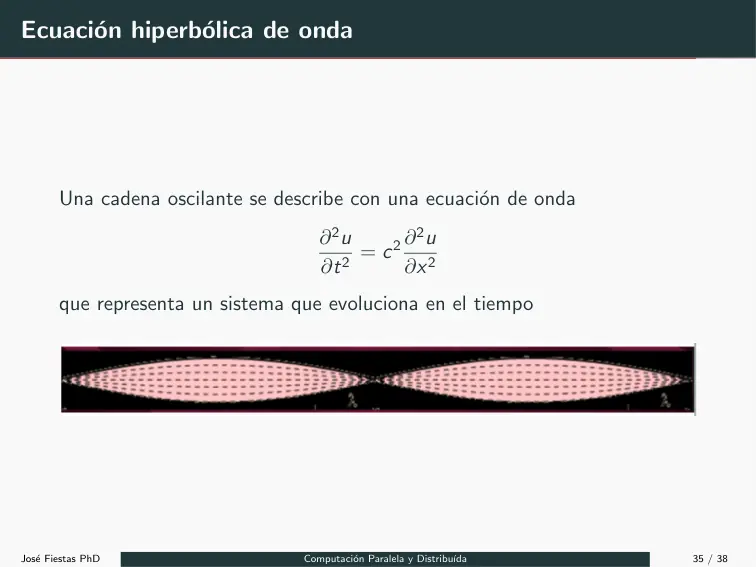 Ecuación hiperbólica de onda
Una cadena oscilante se describe con una ecuación de onda
∂²u/∂t² = c² ∂²u/∂x²
que representa un sistema que evoluciona en el tiempo
José Fiestas PhD
Computación Paralela y Distribuída
35 / 38